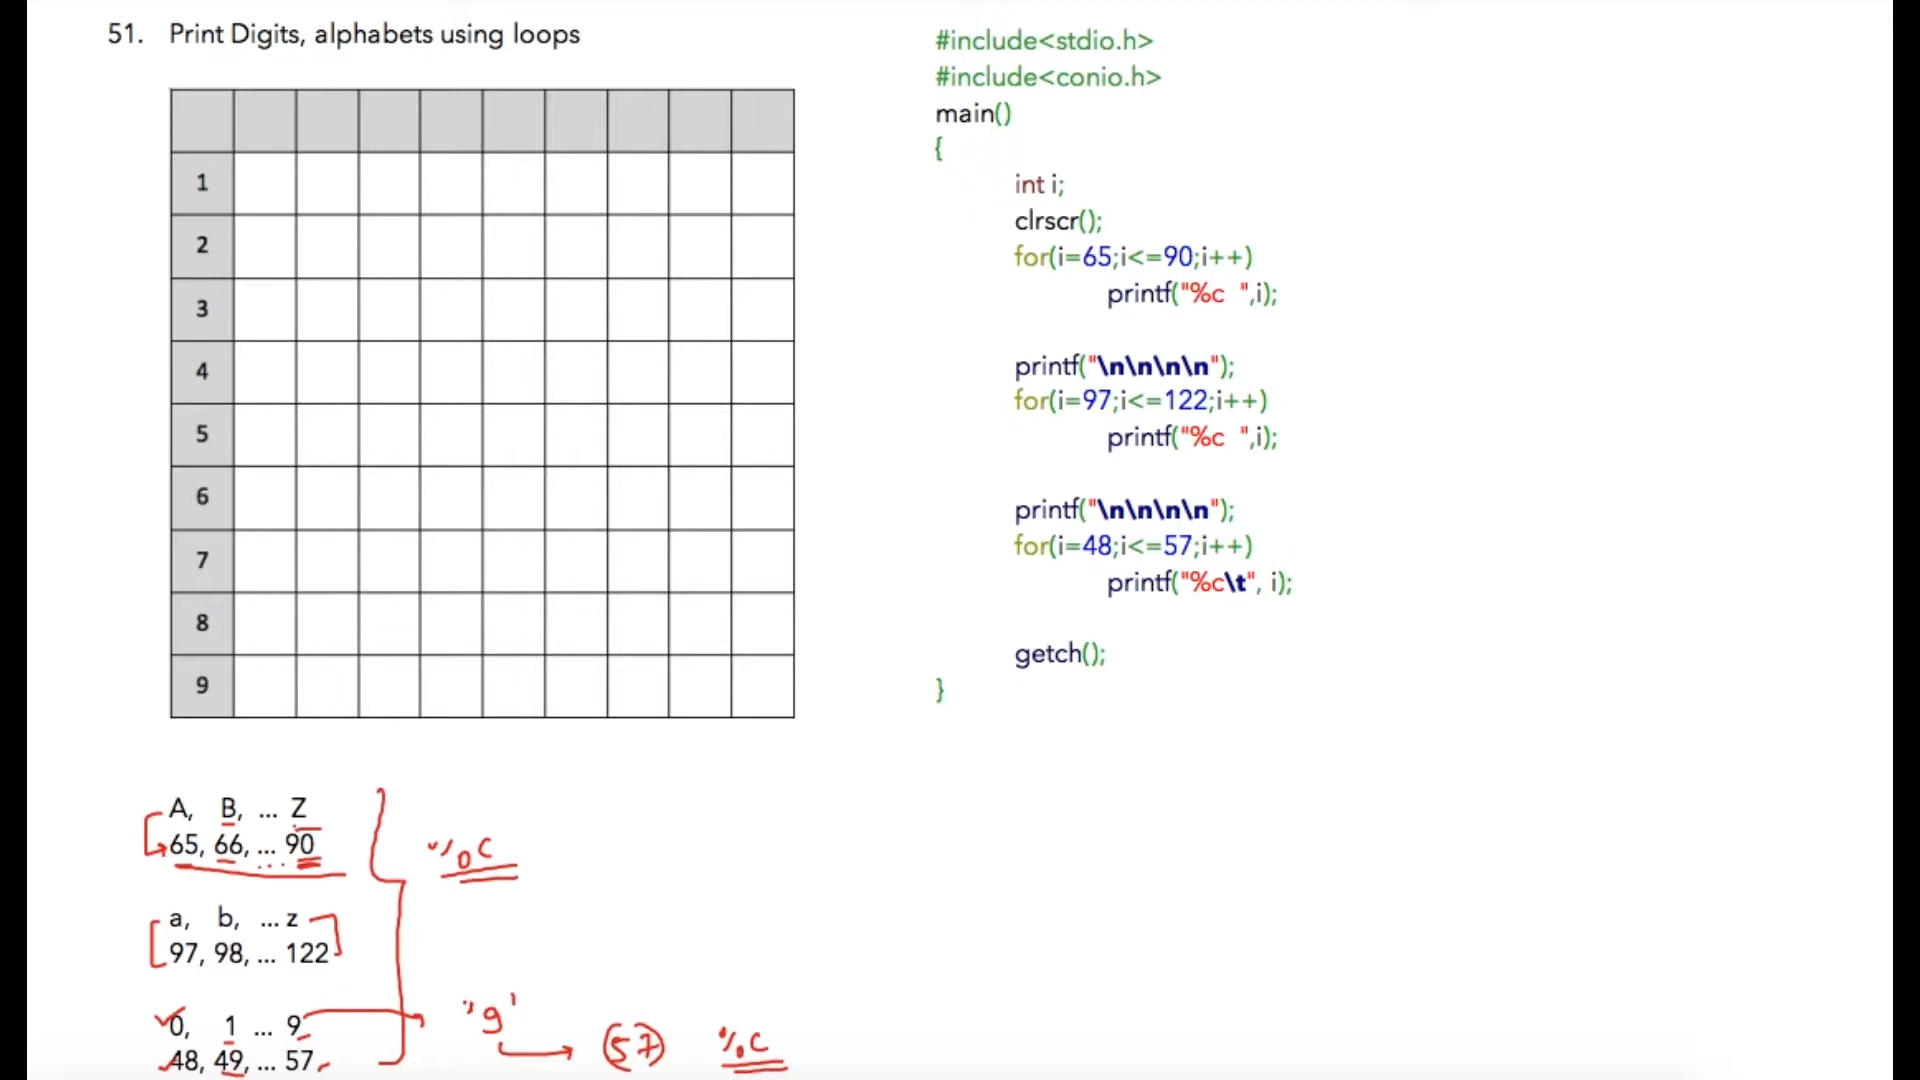 51. Print Digits, alphabets using loops
1
2
3
4
5
6
7
8
9
A, B, ... Z
65, 66, ... 90
%c
a, b, ... z
97, 98, ... 122
0, 1 ... 9 '9'
48, 49, ... 57 57 %c
#include<stdio.h>
#include<conio.h>
main()
{
int i;
clrscr();
for(i=65;i<=90;i++)
printf("%c ",i);
printf("\n\n\n\n");
for(i=97;i<=122;i++)
printf("%c ",i);
printf("\n\n\n\n");
for(i=48;i<=57;i++)
printf("%c\t", i);
getch();
}